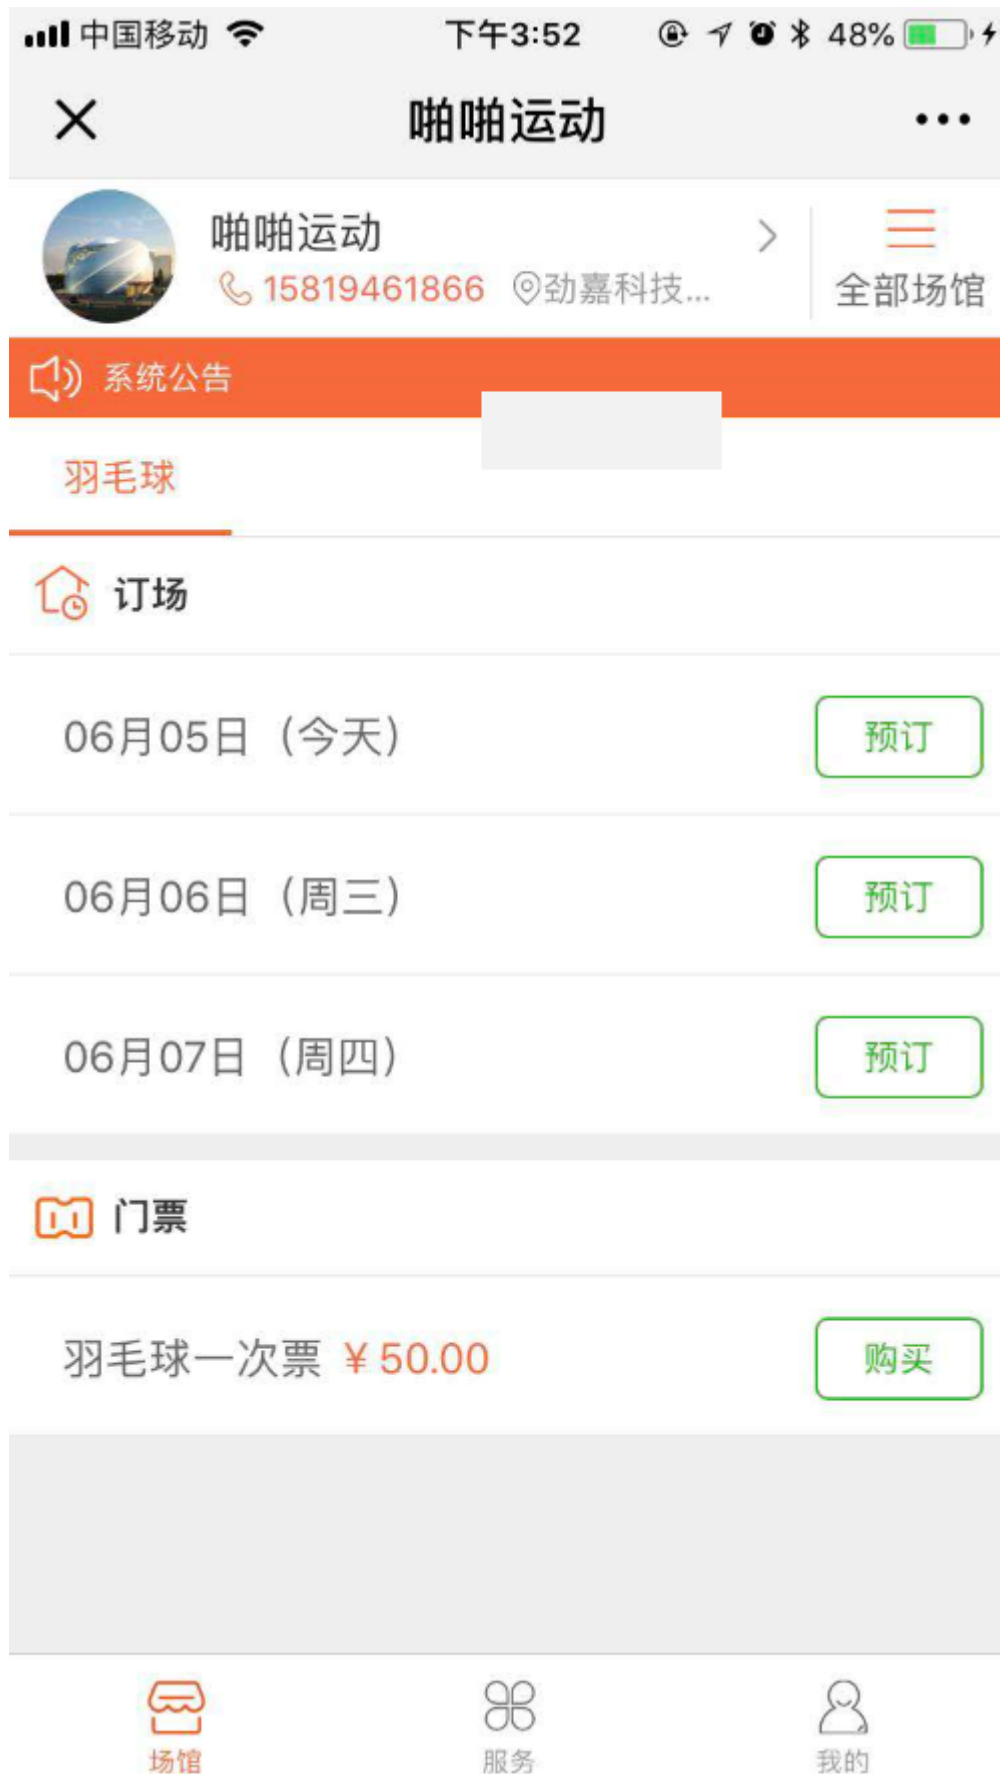 中国移动 下午3:52 48%
啪啪运动
啪啪运动
15819461866 劲嘉科技...
全部场馆
系统公告
羽毛球
订场
06月05日（今天） 预订
06月06日（周三） 预订
06月07日（周四） 预订
门票
羽毛球一次票 ￥50.00 购买
场馆 服务 我的